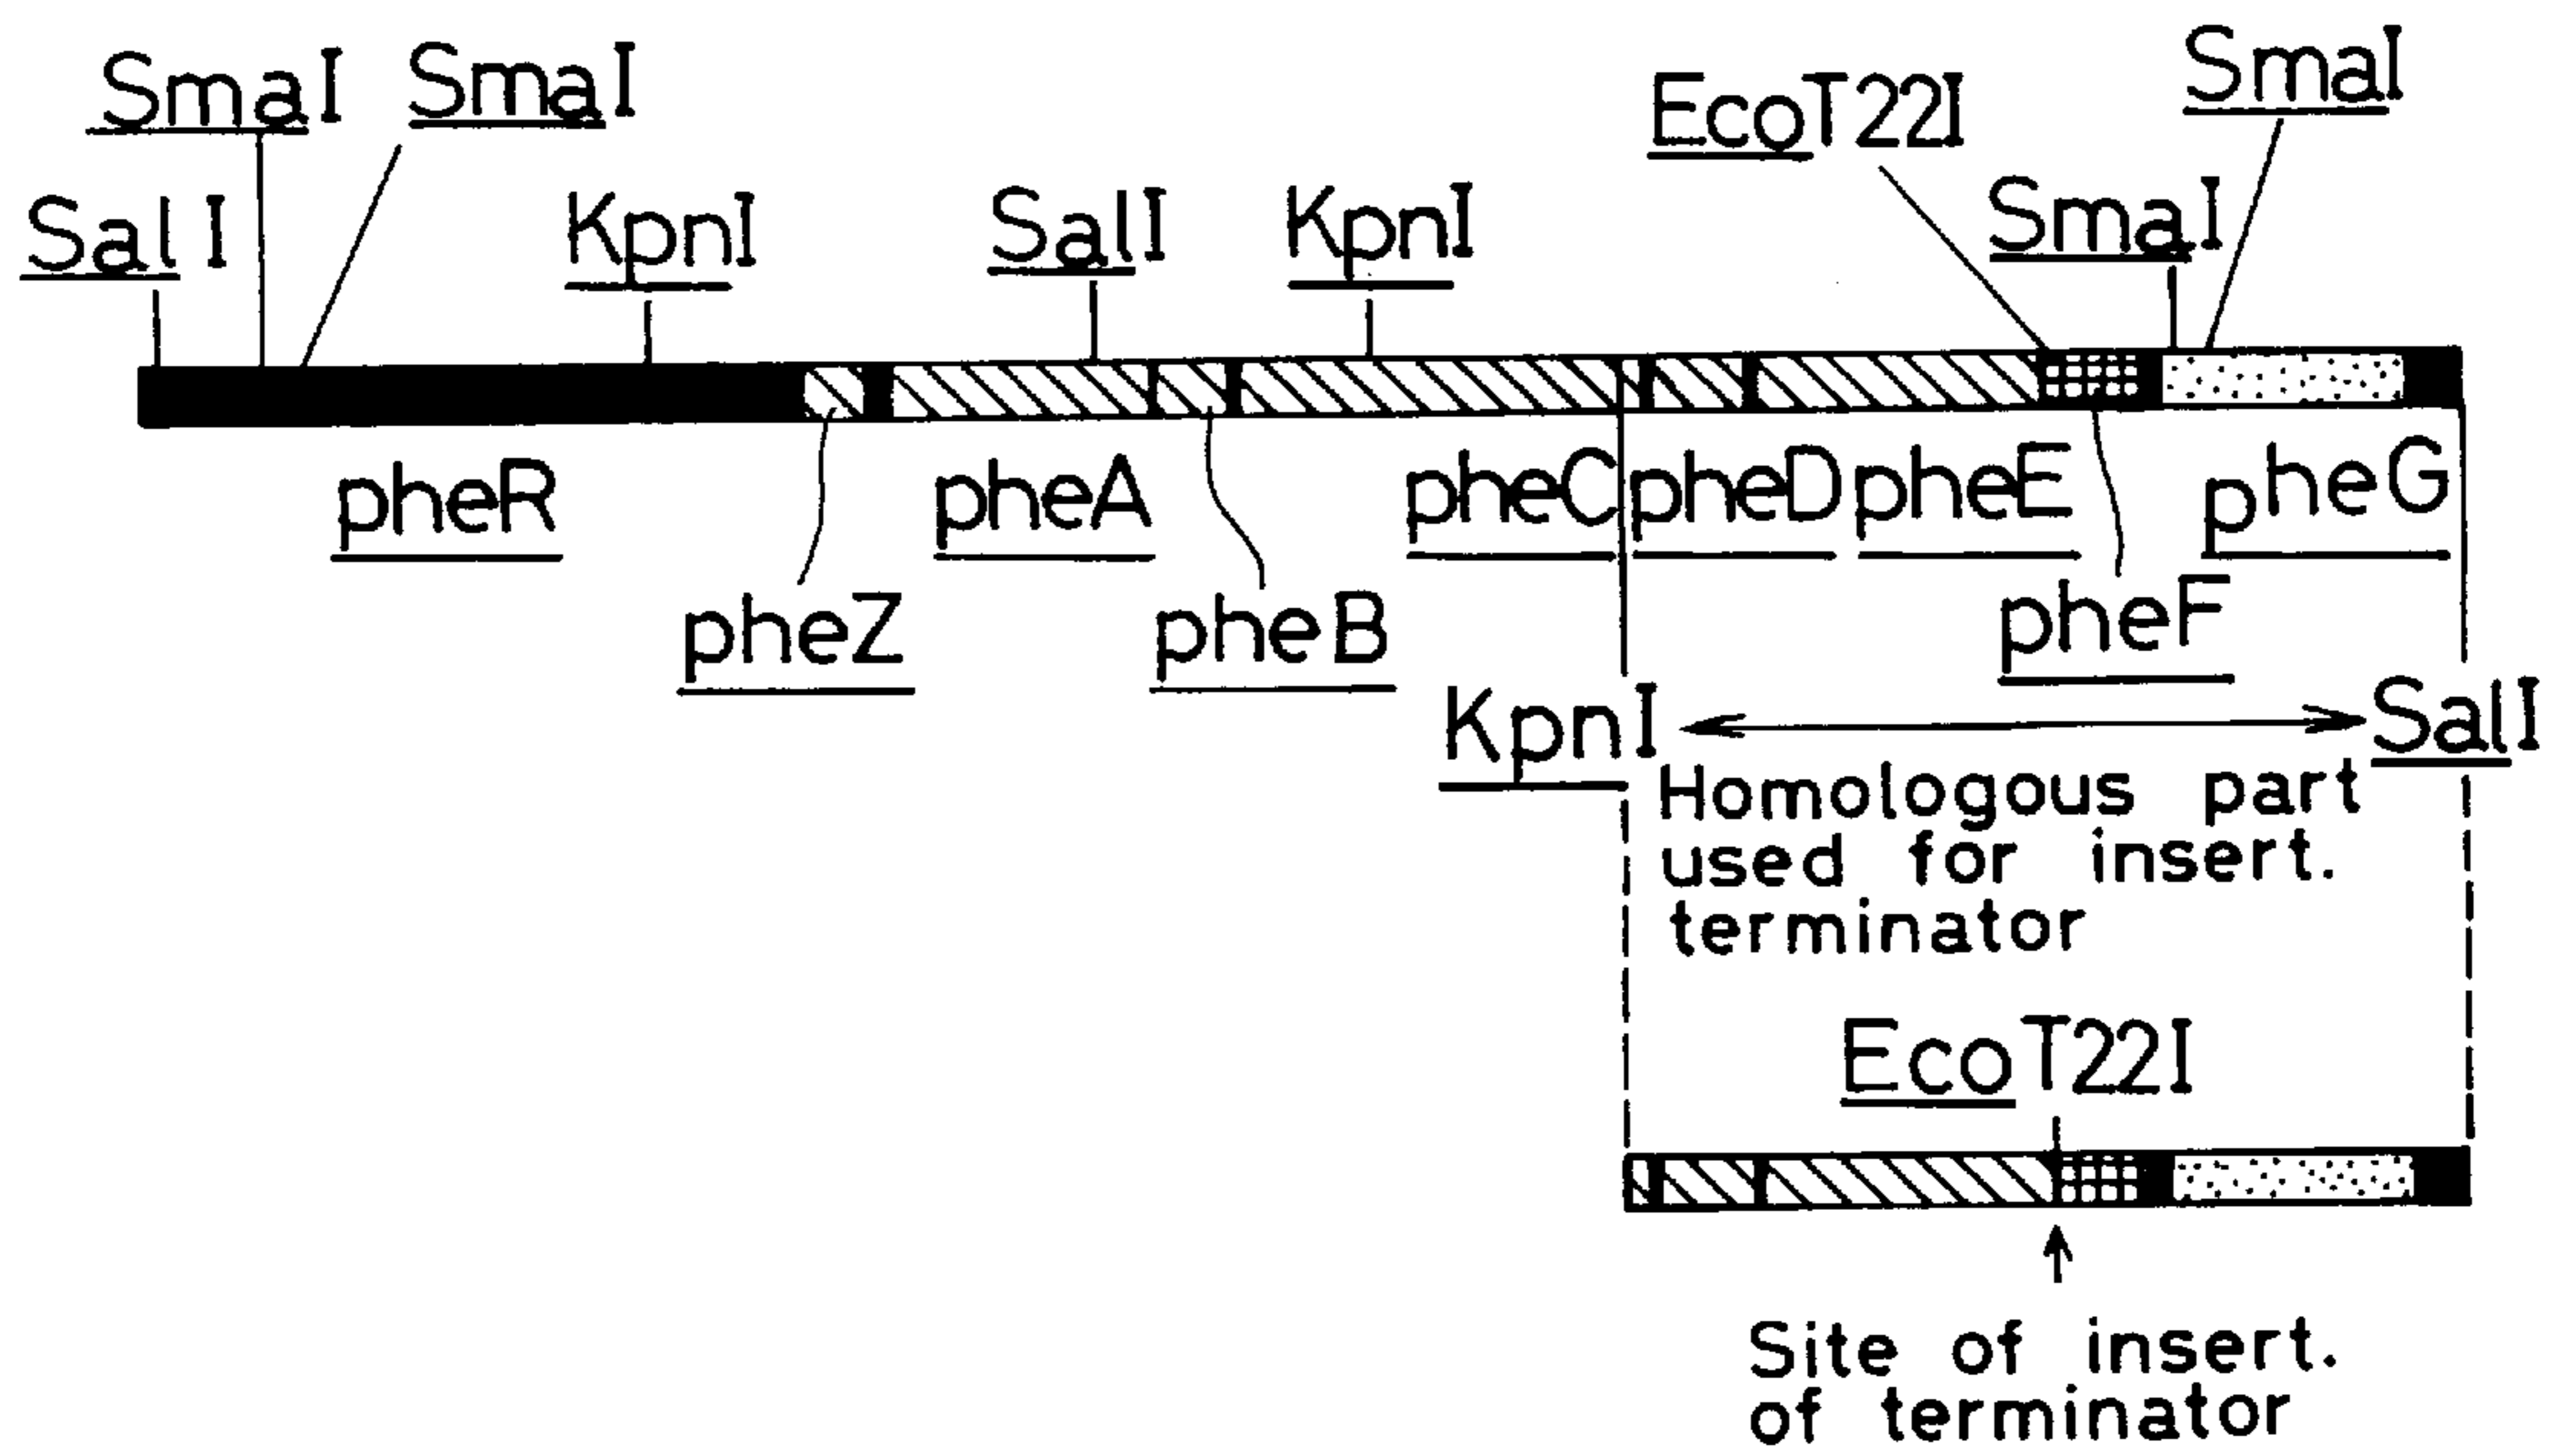 SmaI SmaI EcoT22I SmaI
SalI KpnI SalI KpnI SmaI
pheR pheA pheC pheD pheE pheG
pheZ pheB pheF
KpnI SalI
Homologous part
used for insert.
terminator
EcoT22I
Site of insert.
of terminator